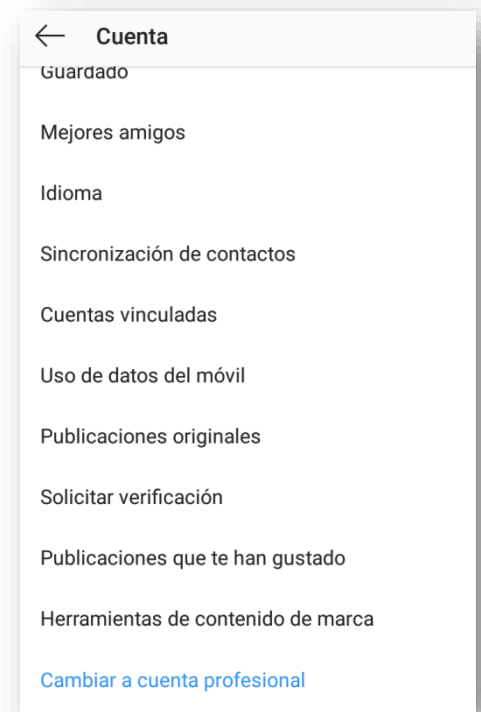 Cuenta
Guardado
Mejores amigos
Idioma
Sincronización de contactos
Cuentas vinculadas
Uso de datos del móvil
Publicaciones originales
Solicitar verificación
Publicaciones que te han gustado
Herramientas de contenido de marca
Cambiar a cuenta profesional